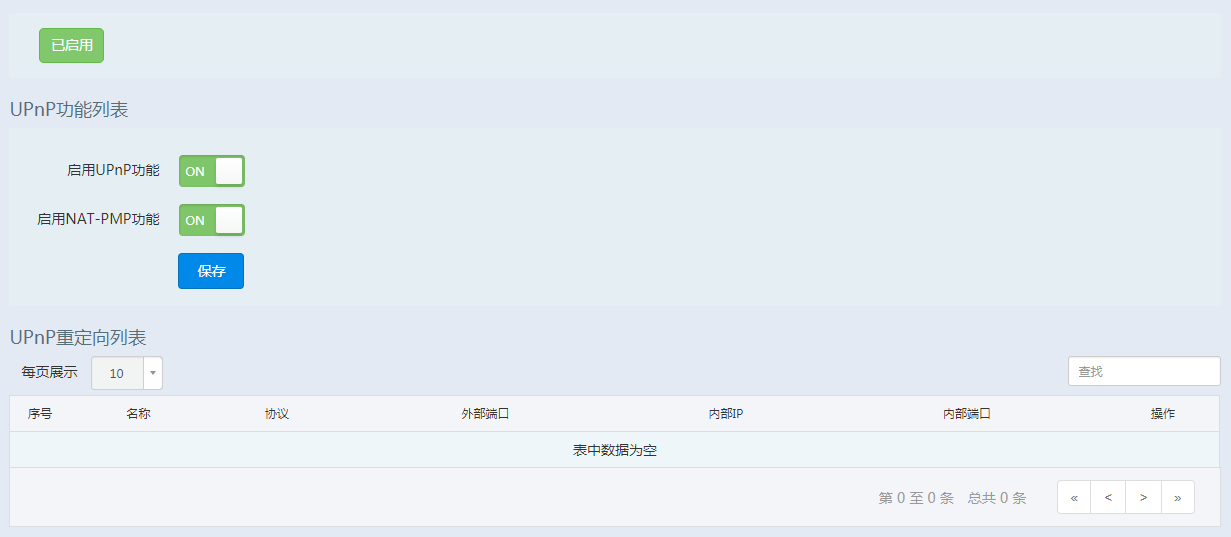 已启用
UPnP功能列表
启用UPnP功能 ON
启用NAT-PMP功能 ON
保存
UPnP重定向列表
每页展示 10 查找
序号 名称 协议 外部端口 内部IP 内部端口 操作
表中数据为空
第 0 至 0 条 总共 0 条 « < > »